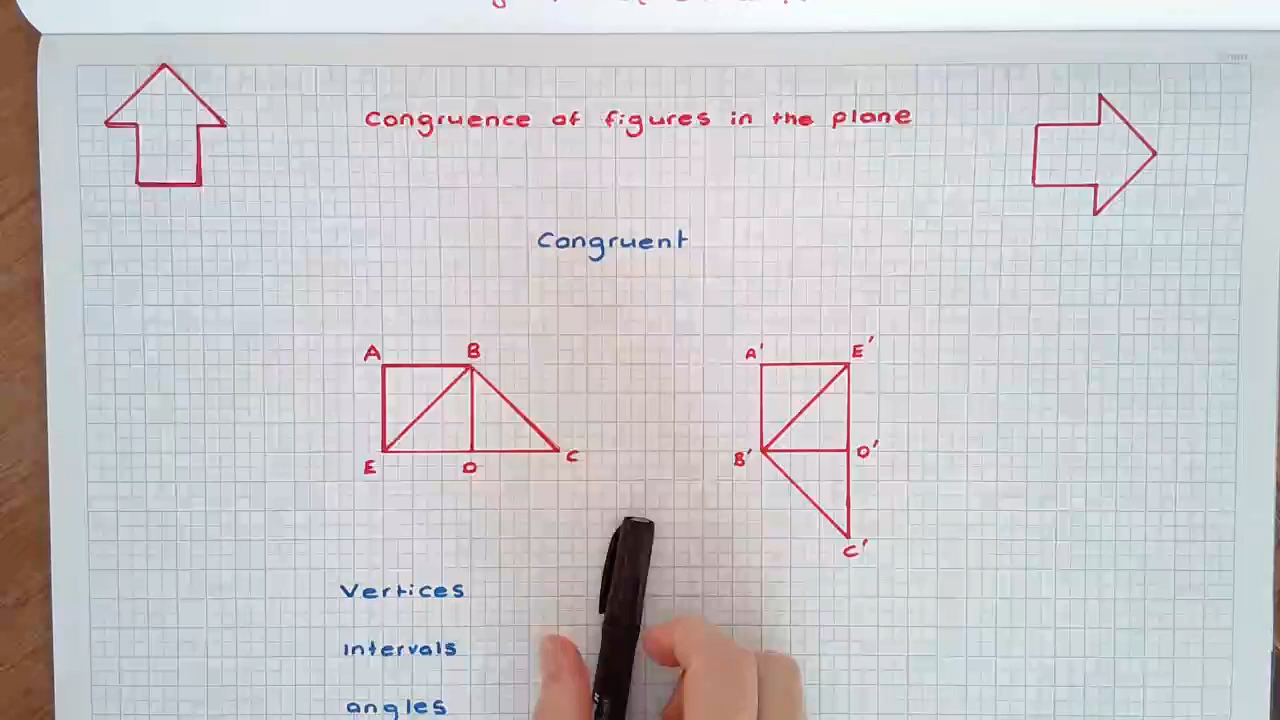 Congruence of figures in the plane
Congruent
A B
E D C
A' E'
B' D'
C'
Vertices
intervals
angles